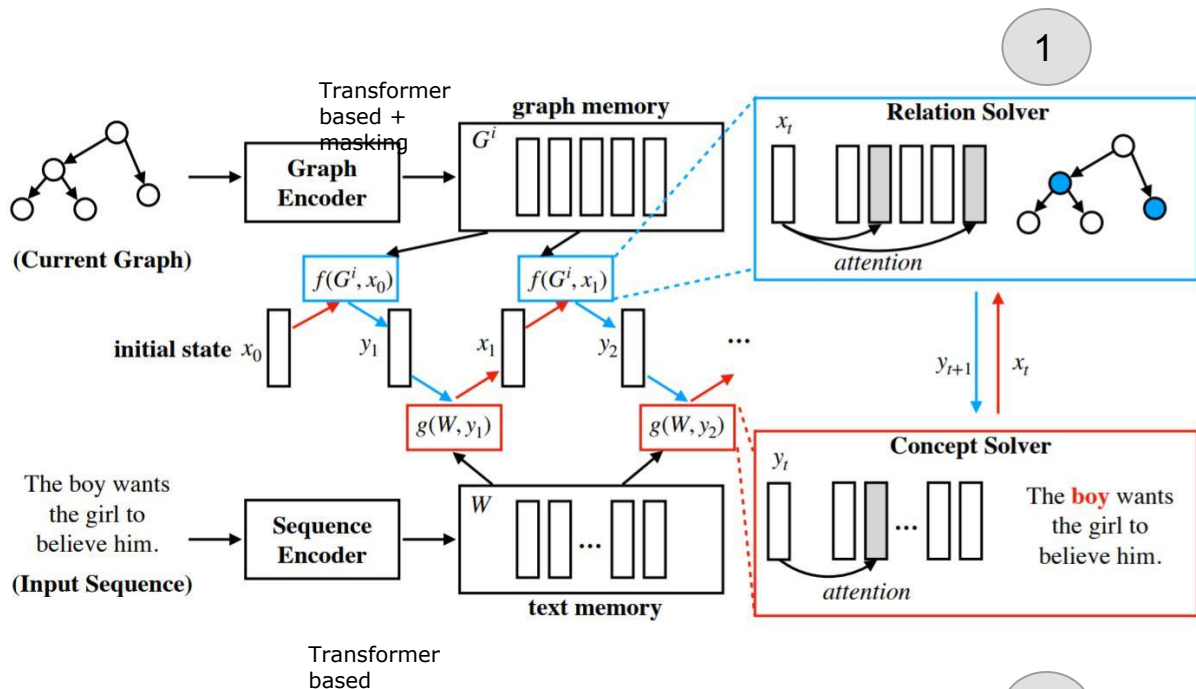 1
Transformer
based +
masking
graph memory
Relation Solver
G^i
x_t
Graph
Encoder
attention
(Current Graph)
f(G^i, x_0)
f(G^i, x_1)
initial state x_0
y_1
x_1
y_2
...
y_{t+1}
x_t
g(W, y_1)
g(W, y_2)
Concept Solver
y_t
The boy wants
the girl to
believe him.
(Input Sequence)
Sequence
Encoder
W
...
text memory
...
The boy wants
the girl to
believe him.
attention
Transformer
based